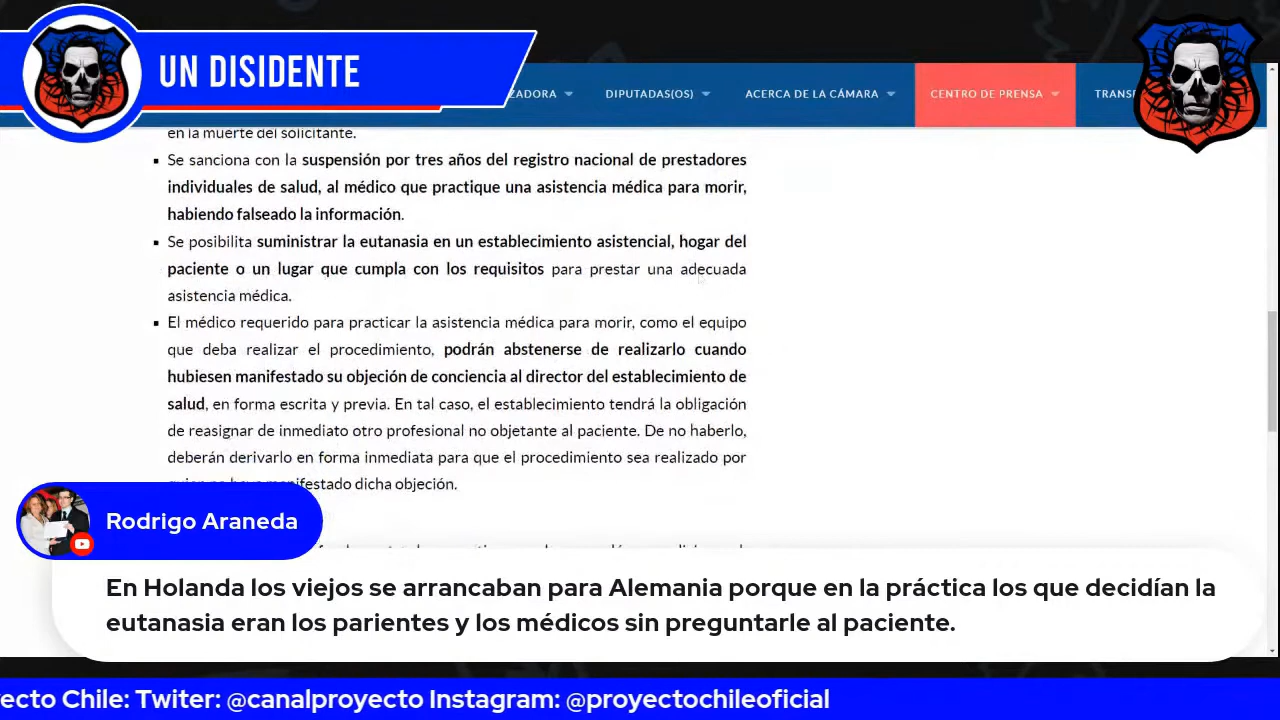 UN DISIDENTE
ZADORA
DIPUTADAS(OS)
ACERCA DE LA CÁMARA
CENTRO DE PRENSA
TRANS
en la muerte del solicitante.
Se sanciona con la suspensión por tres años del registro nacional de prestadores
individuales de salud, al médico que practique una asistencia médica para morir,
habiendo falseado la información.
Se posibilita suministrar la eutanasia en un establecimiento asistencial, hogar del
paciente o un lugar que cumpla con los requisitos para prestar una adecuada
asistencia médica.
El médico requerido para practicar la asistencia médica para morir, como el equipo
que deba realizar el procedimiento, podrán abstenerse de realizarlo cuando
hubiesen manifestado su objeción de conciencia al director del establecimiento de
salud, en forma escrita y previa. En tal caso, el establecimiento tendrá la obligación
de reasignar de inmediato otro profesional no objetante al paciente. De no haberlo,
deberán derivarlo en forma inmediata para que el procedimiento sea realizado por
manifestado dicha objeción.
Rodrigo Araneda
En Holanda los viejos se arrancaban para Alemania porque en la práctica los que decidían la
eutanasia eran los parientes y los médicos sin preguntarle al paciente.
yecto Chile: Twiter: @canalproyecto Instagram: @proyectochileoficial